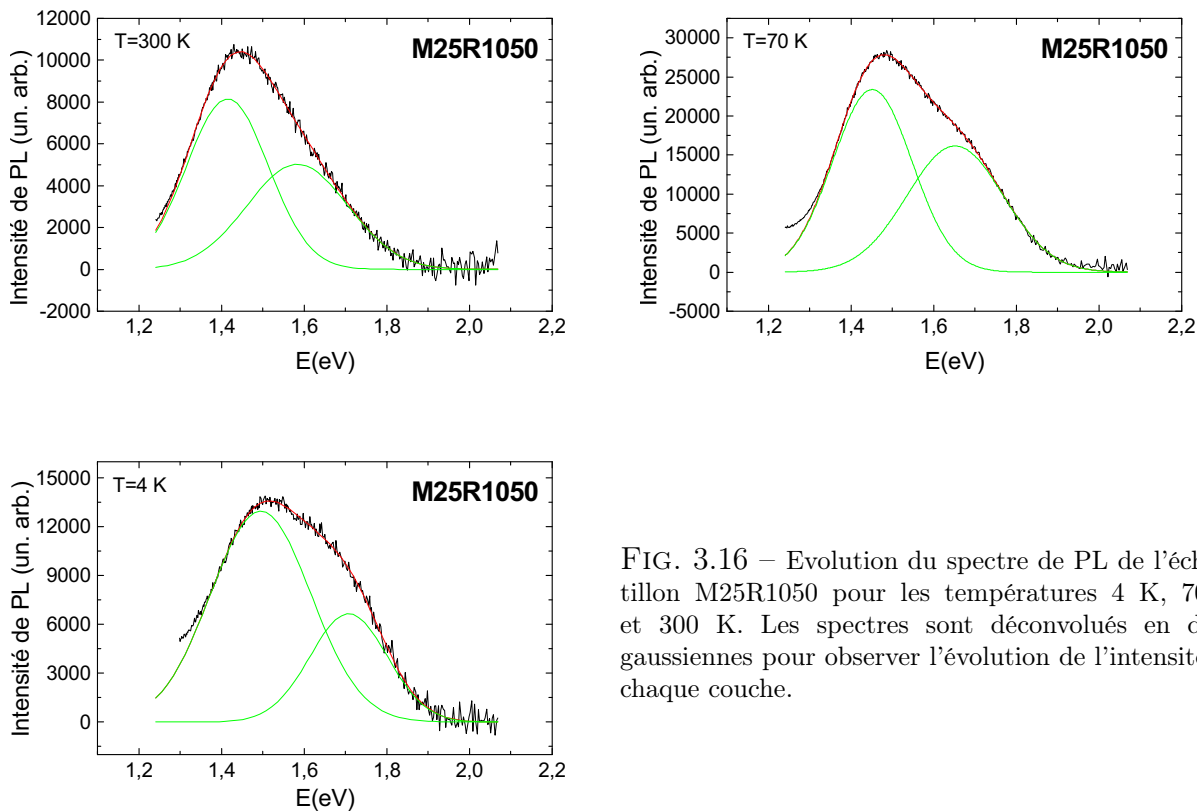 T=300 K
M25R1050
Intensité de PL (un. arb.)
12000
10000
8000
6000
4000
2000
0
-2000
1,2 1,4 1,6 1,8 2,0 2,2
E(eV)
T=70 K
M25R1050
Intensité de PL (un. arb.)
30000
25000
20000
15000
10000
5000
0
-5000
1,2 1,4 1,6 1,8 2,0 2,2
E(eV)
T=4 K
M25R1050
Intensité de PL (un. arb.)
15000
12000
9000
6000
3000
0
1,2 1,4 1,6 1,8 2,0 2,2
E(eV)
FIG. 3.16 – Evolution du spectre de PL de l'éch
tillon M25R1050 pour les températures 4 K, 70
et 300 K. Les spectres sont déconvolués en d
gaussiennes pour observer l'évolution de l'intensité
chaque couche.